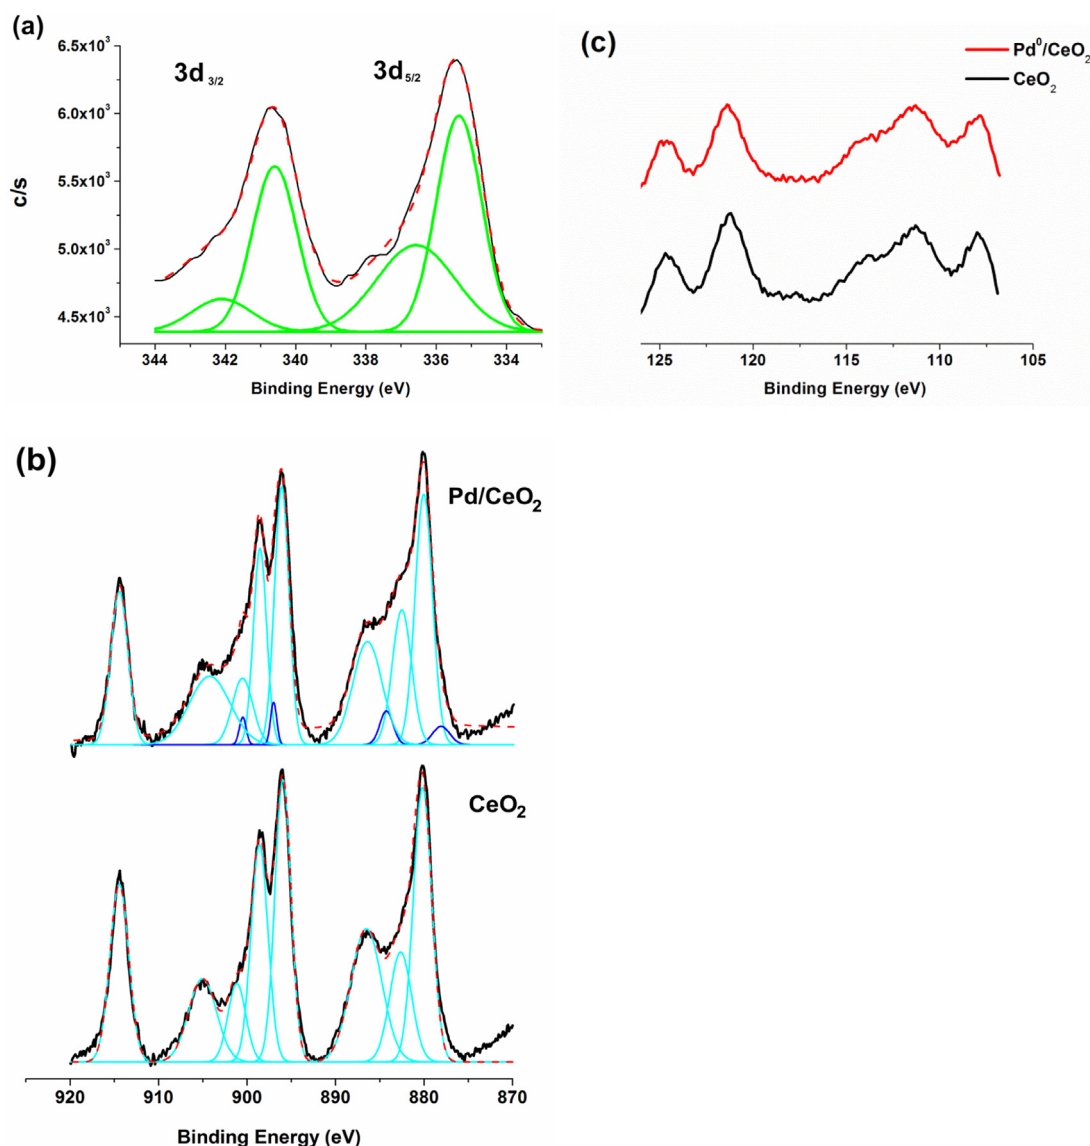 (a)
6.5x10³
6.0x10³
5.5x10³
5.0x10³
4.5x10³
c/s
3d 3/2
3d 5/2
344 342 340 338 336 334
Binding Energy (eV)
(c)
Pd⁰/CeO₂
CeO₂
125 120 115 110 105
Binding Energy (eV)
(b)
Pd/CeO₂
CeO₂
920 910 900 890 880 870
Binding Energy (eV)